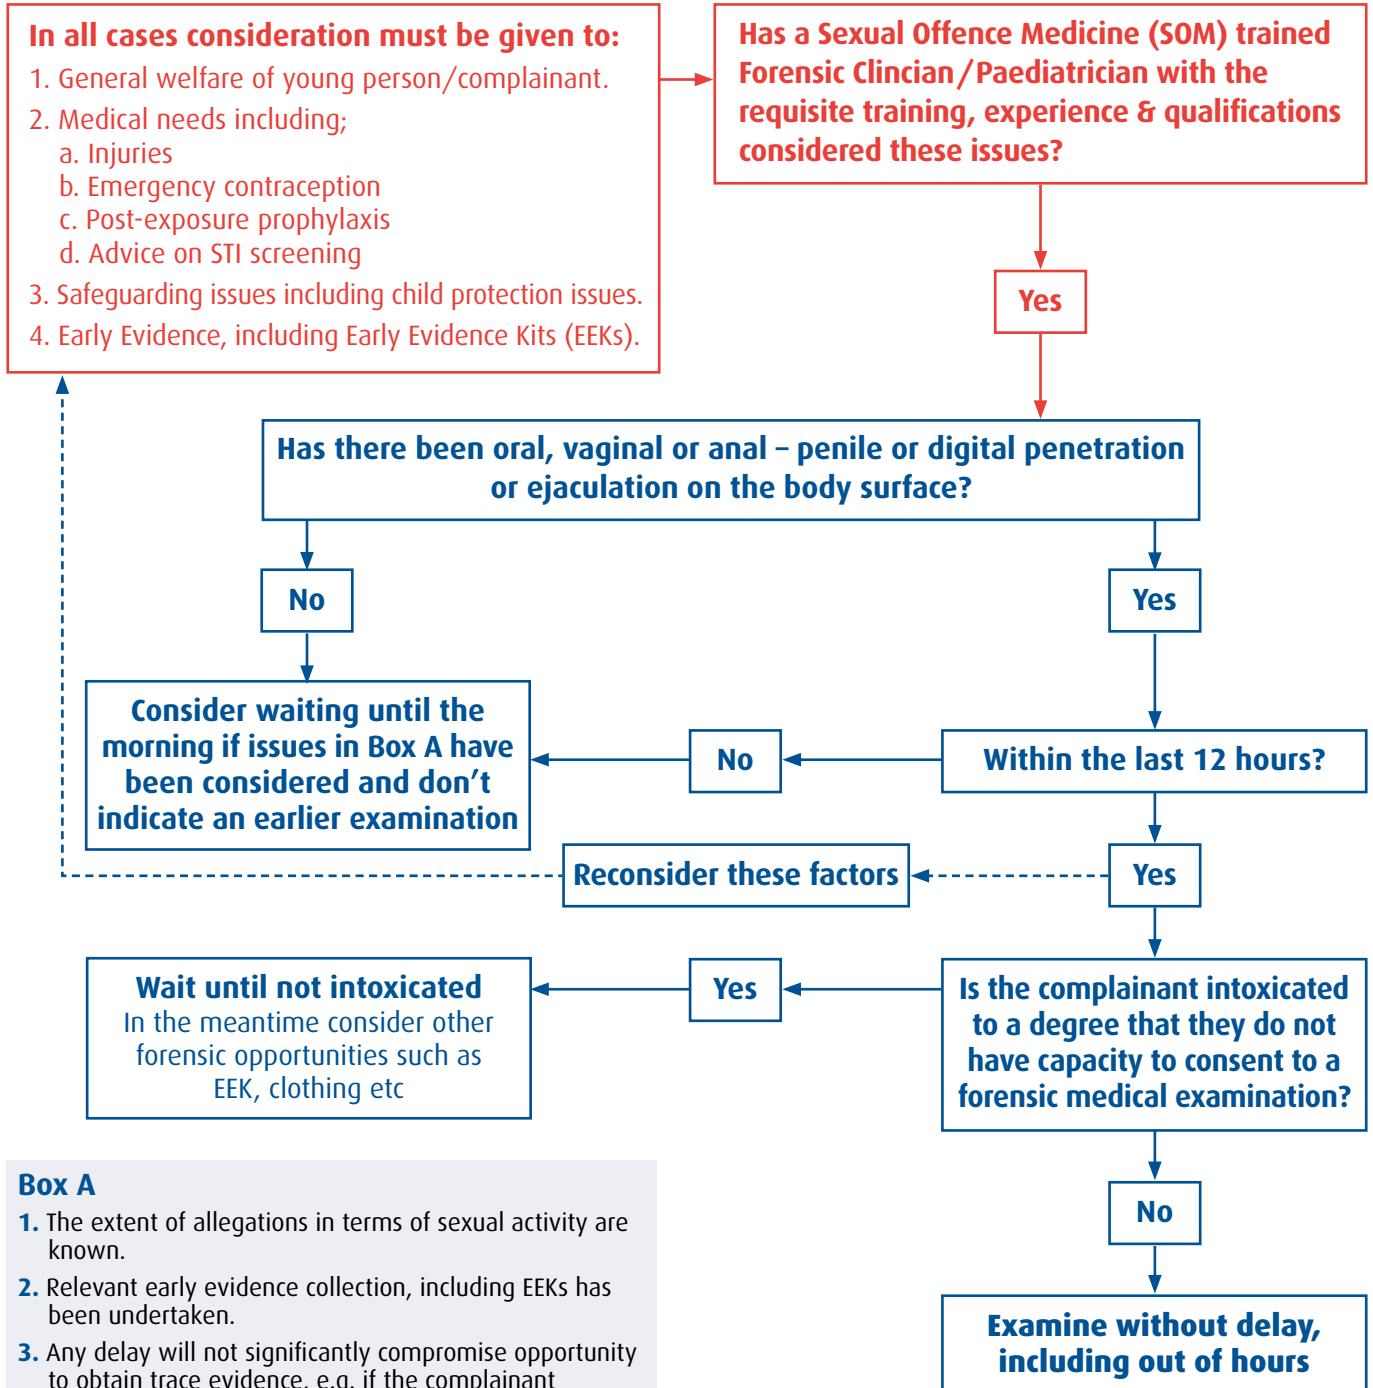 In all cases consideration must be given to:
1. General welfare of young person/complainant.
2. Medical needs including;
a. Injuries
b. Emergency contraception
c. Post-exposure prophylaxis
d. Advice on STI screening
3. Safeguarding issues including child protection issues.
4. Early Evidence, including Early Evidence Kits (EEKs).
Has a Sexual Offence Medicine (SOM) trained
Forensic Clincian/Paediatrician with the
requisite training, experience & qualifications
considered these issues?
Yes
Has there been oral, vaginal or anal – penile or digital penetration
or ejaculation on the body surface?
No
Yes
Consider waiting until the
morning if issues in Box A have
been considered and don't
indicate an earlier examination
No
Within the last 12 hours?
Reconsider these factors
Yes
Wait until not intoxicated
In the meantime consider other
forensic opportunities such as
EEK, clothing etc
Yes
Is the complainant intoxicated
to a degree that they do not
have capacity to consent to a
forensic medical examination?
No
Examine without delay,
including out of hours
Box A
1. The extent of allegations in terms of sexual activity are
known.
2. Relevant early evidence collection, including EEKs has
been undertaken.
3. Any delay will not significantly compromise opportunity
to obtain trace evidence, e.g. if the complainant